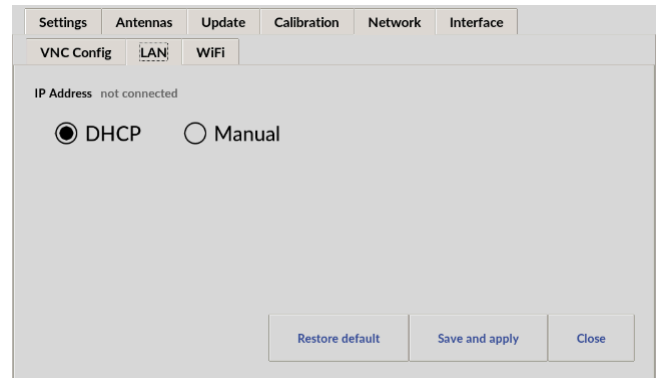 Settings Antennas Update Calibration Network Interface
VNC Config LAN WiFi
IP Address not connected
DHCP Manual
Restore default Save and apply Close